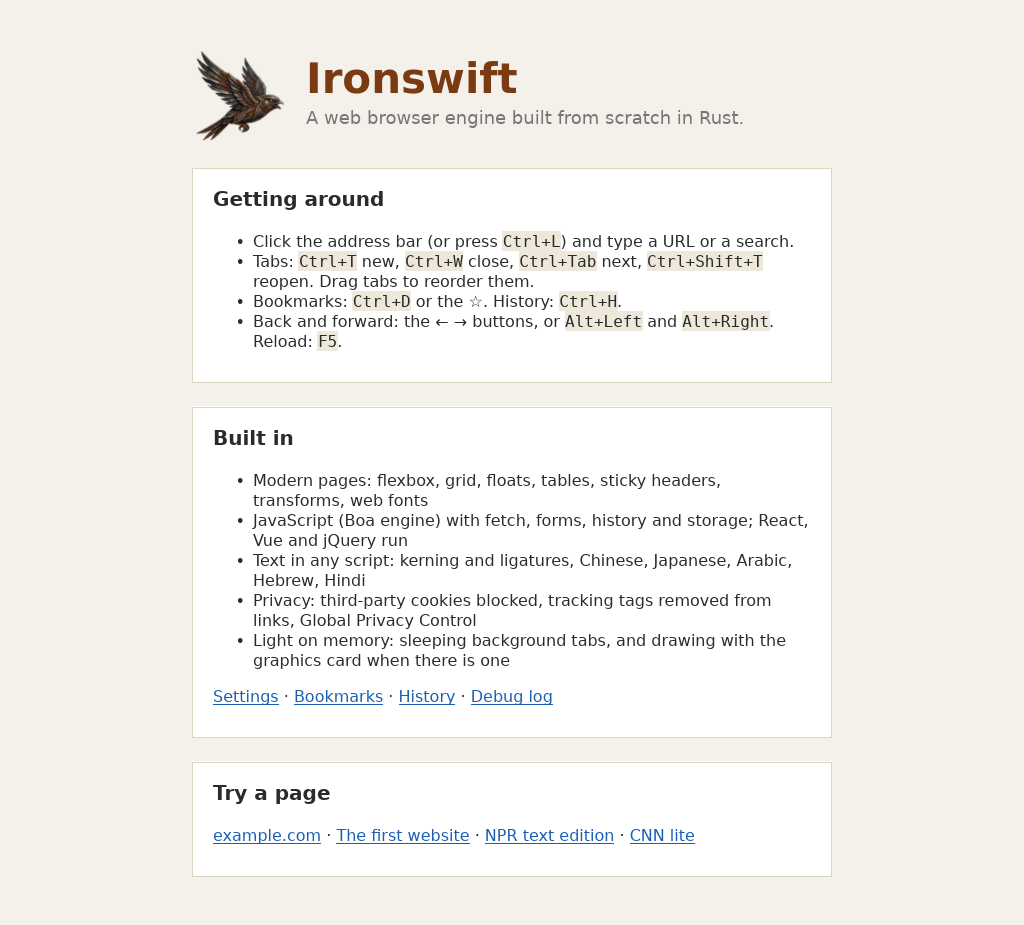 Ironswift
A web browser engine built from scratch in Rust.
Getting around
• Click the address bar (or press Ctrl+L) and type a URL or a search.
• Tabs: Ctrl+T new, Ctrl+W close, Ctrl+Tab next, Ctrl+Shift+T
reopen. Drag tabs to reorder them.
• Bookmarks: Ctrl+D or the ☆. History: Ctrl+H.
• Back and forward: the ← → buttons, or Alt+Left and Alt+Right.
Reload: F5.
Built in
• Modern pages: flexbox, grid, floats, tables, sticky headers,
transforms, web fonts
• JavaScript (Boa engine) with fetch, forms, history and storage; React,
Vue and jQuery run
• Text in any script: kerning and ligatures, Chinese, Japanese, Arabic,
Hebrew, Hindi
• Privacy: third-party cookies blocked, tracking tags removed from
links, Global Privacy Control
• Light on memory: sleeping background tabs, and drawing with the
graphics card when there is one
Settings · Bookmarks · History · Debug log
Try a page
example.com · The first website · NPR text edition · CNN lite